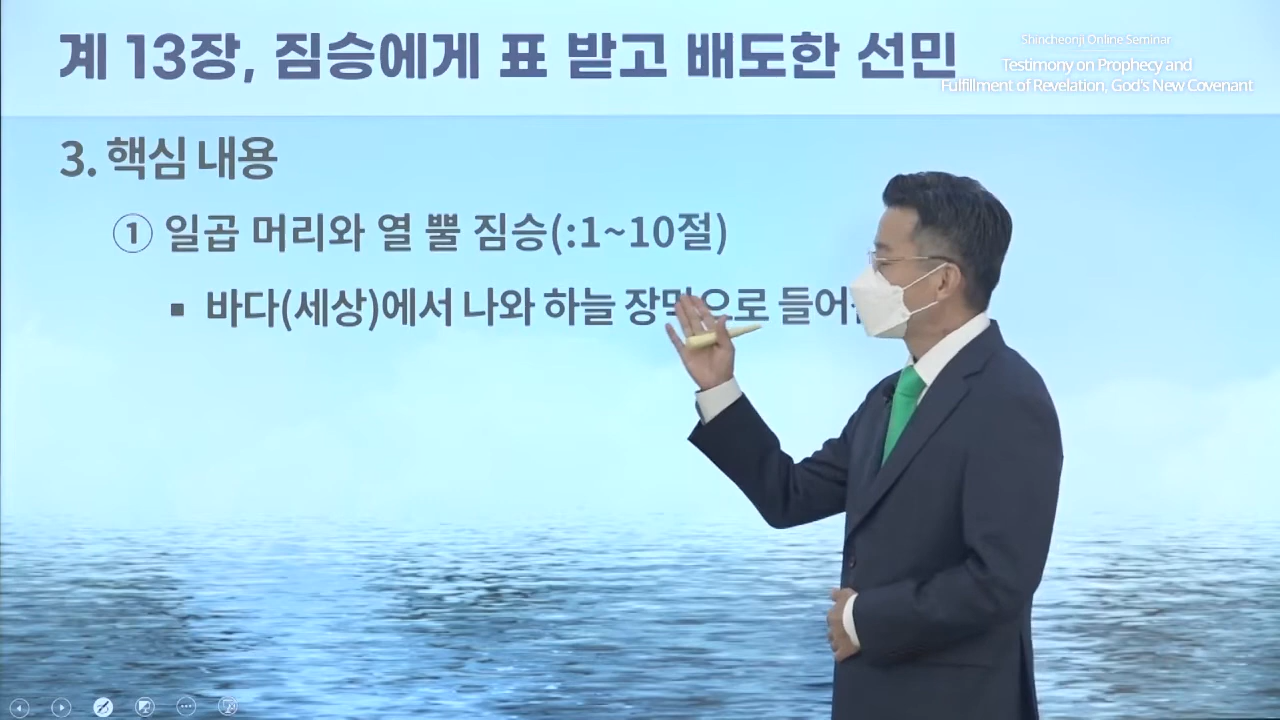 계 13장, 짐승에게 표 받고 배도한 선민
Shincheonji Online Seminar
Testimony on Prophecy and
Fulfillment of Revelation, God's New Covenant
3. 핵심 내용
① 일곱 머리와 열 뿔 짐승(:1~10절)
▪ 바다(세상)에서 나와 하늘 장막으로